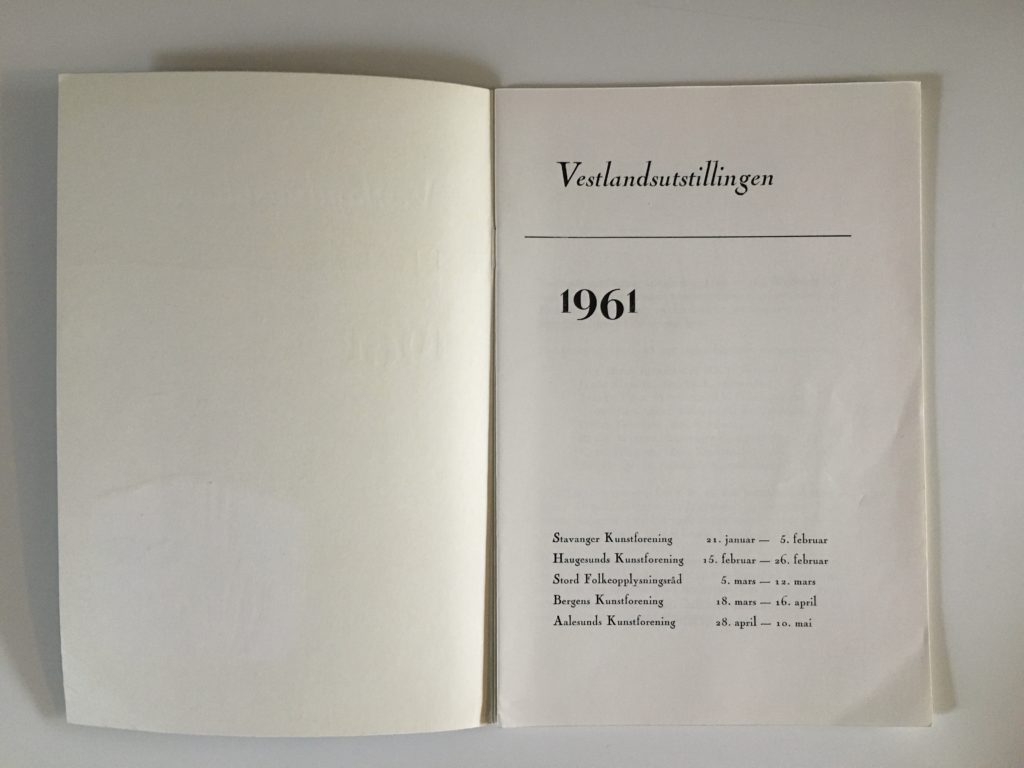 Vestlandsutstillingen
1961
Stavanger Kunstforening 21. januar — 5. februar
Haugesunds Kunstforening 15. februar — 26. februar
Stord Folkeopplysningsråd 5. mars — 12. mars
Bergens Kunstforening 18. mars — 16. april
Aalesunds Kunstforening 28. april — 10. mai